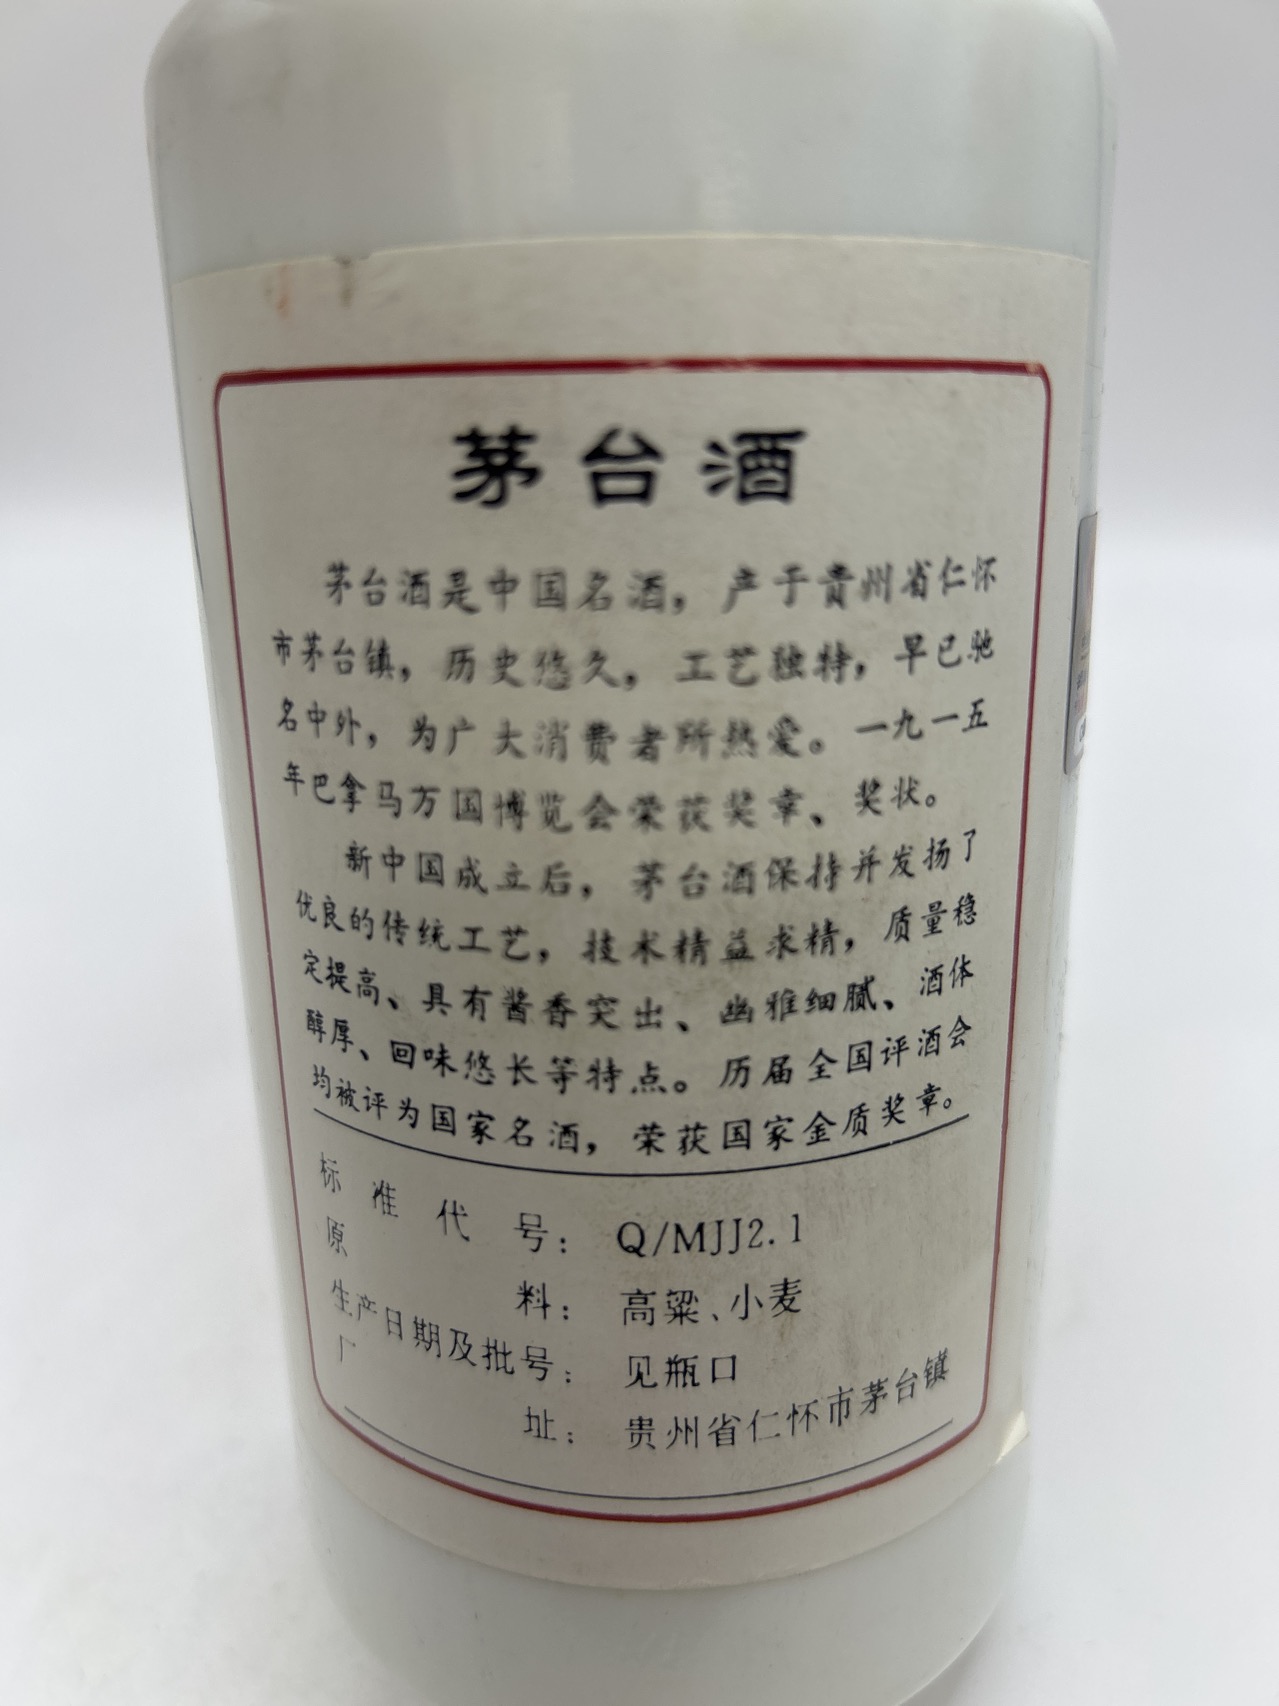 茅台酒
茅台酒是中国名酒，产于贵州省仁怀
市茅台镇，历史悠久，工艺独特，早已驰
名中外，为广大消费者所热爱。一九一五
年巴拿马万国博览会荣获奖章、奖状。
新中国成立后，茅台酒保持并发扬了
优良的传统工艺，技术精益求精，质量稳
定提高、具有酱香突出、幽雅细腻、酒体
醇厚、回味悠长等特点。历届全国评酒会
均被评为国家名酒，荣获国家金质奖章。
标准代号：Q/MJJ2.1
原料：高粱、小麦
生产日期及批号：见瓶口
厂址：贵州省仁怀市茅台镇